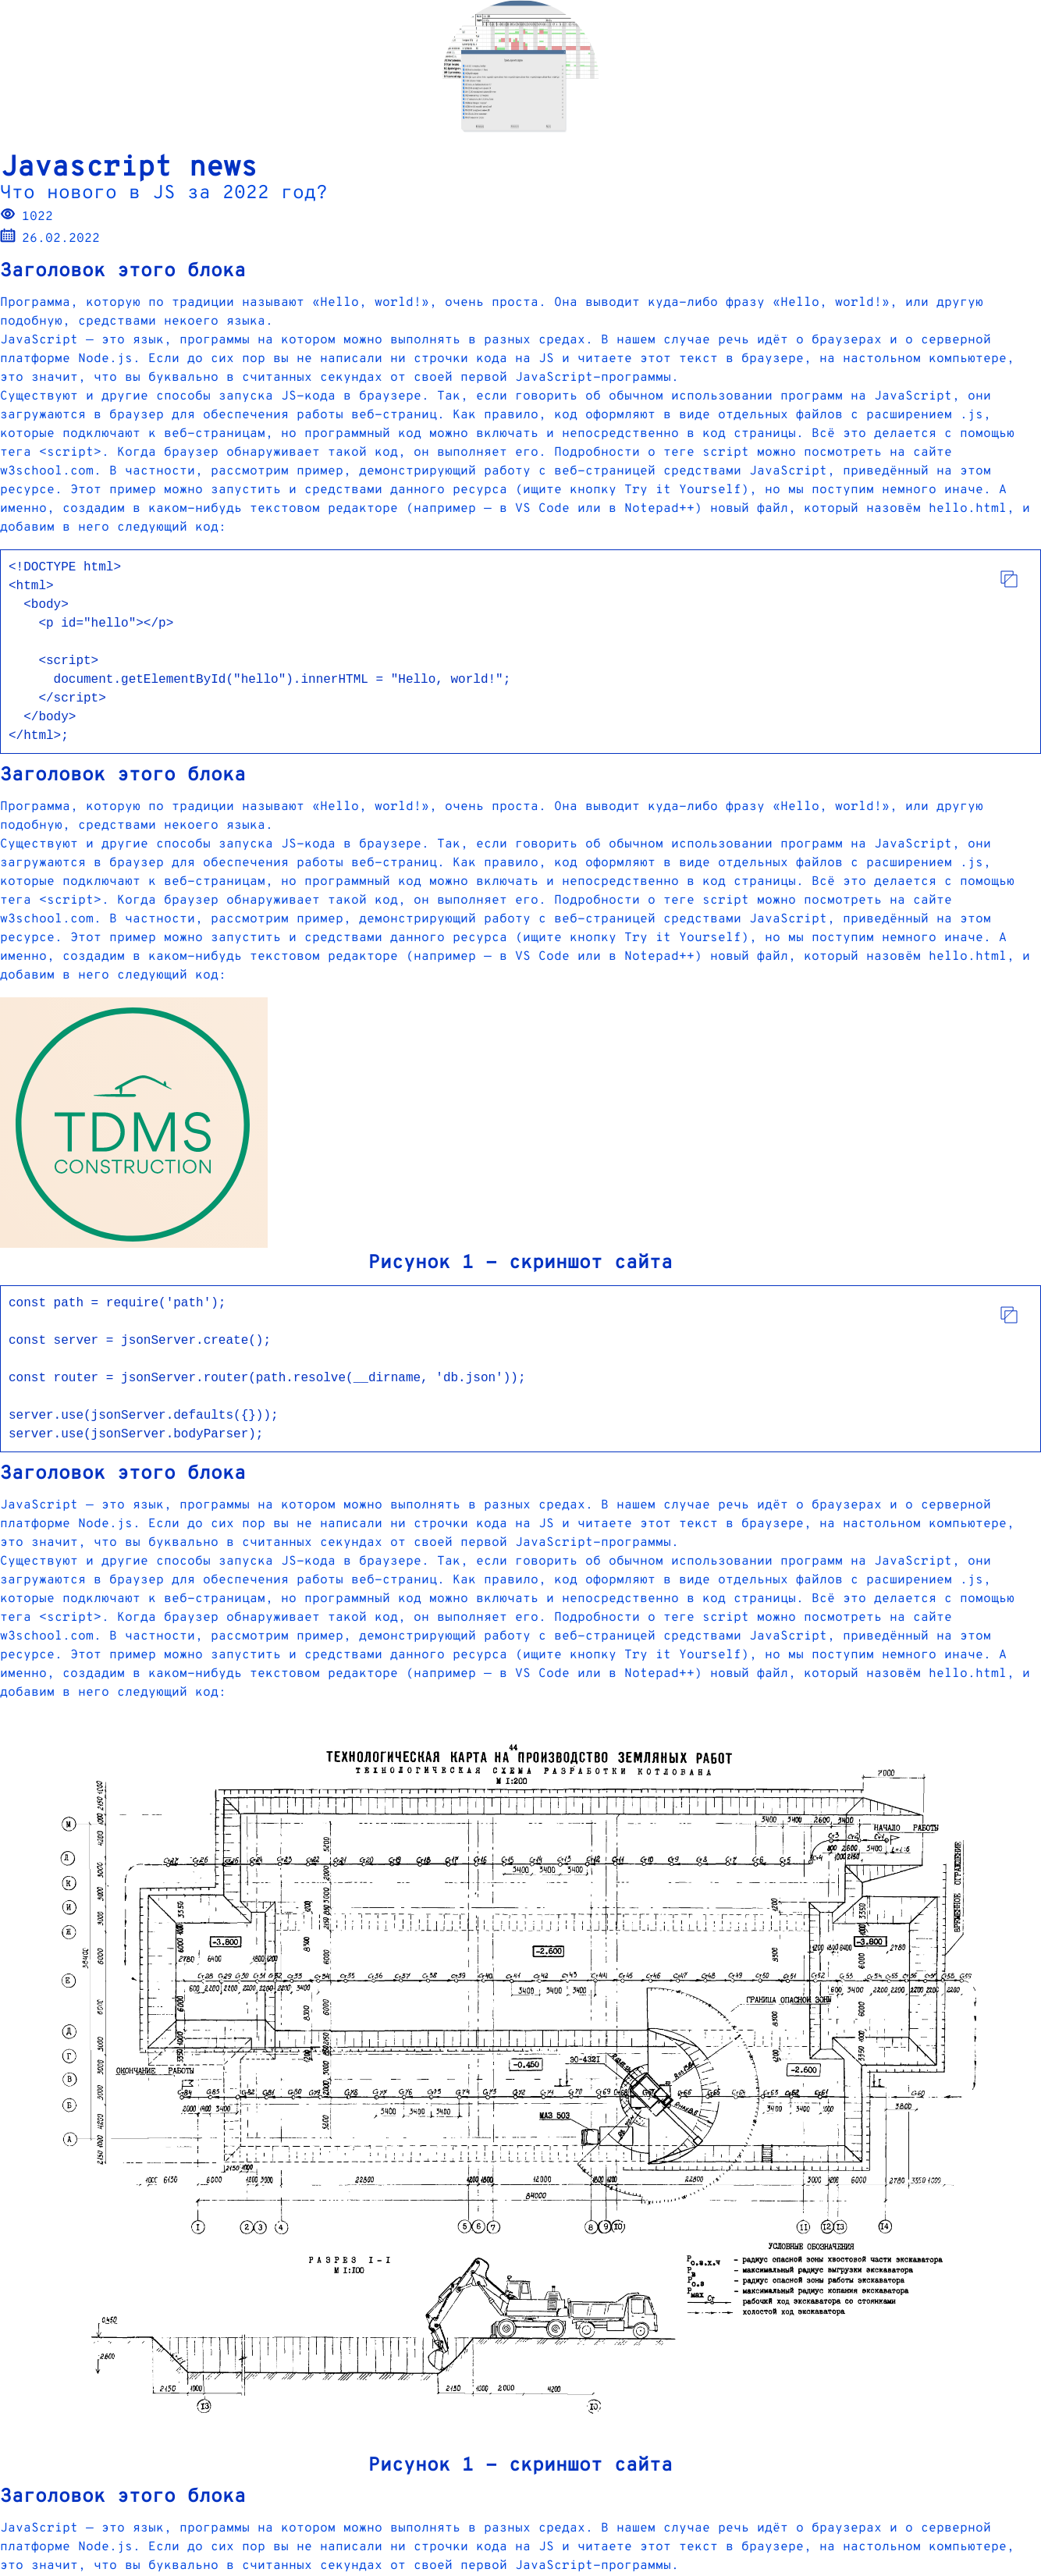 Javascript news
Что нового в JS за 2022 год?
1022
26.02.2022
Заголовок этого блока
Программа, которую по традиции называют «Hello, world!», очень проста. Она выводит куда-либо фразу «Hello, world!», или другую
подобную, средствами некоего языка.
JavaScript — это язык, программы на котором можно выполнять в разных средах. В нашем случае речь идёт о браузерах и о серверной
платформе Node.js. Если до сих пор вы не написали ни строчки кода на JS и читаете этот текст в браузере, на настольном компьютере,
это значит, что вы буквально в считанных секундах от своей первой JavaScript-программы.
Существуют и другие способы запуска JS-кода в браузере. Так, если говорить об обычном использовании программ на JavaScript, они
загружаются в браузер для обеспечения работы веб-страниц. Как правило, код оформляют в виде отдельных файлов с расширением .js,
которые подключают к веб-страницам, но программный код можно включать и непосредственно в код страницы. Всё это делается с помощью
тега <script>. Когда браузер обнаруживает такой код, он выполняет его. Подробности о теге script можно посмотреть на сайте
w3school.com. В частности, рассмотрим пример, демонстрирующий работу с веб-страницей средствами JavaScript, приведённый на этом
ресурсе. Этот пример можно запустить и средствами данного ресурса (ищите кнопку Try it Yourself), но мы поступим немного иначе. А
именно, создадим в каком-нибудь текстовом редакторе (например — в VS Code или в Notepad++) новый файл, который назовём hello.html, и
добавим в него следующий код:
<!DOCTYPE html>
<html>
<body>
<p id="hello"></p>
<script>
document.getElementById("hello").innerHTML = "Hello, world!";
</script>
</body>
</html>;
Заголовок этого блока
Программа, которую по традиции называют «Hello, world!», очень проста. Она выводит куда-либо фразу «Hello, world!», или другую
подобную, средствами некоего языка.
Существуют и другие способы запуска JS-кода в браузере. Так, если говорить об обычном использовании программ на JavaScript, они
загружаются в браузер для обеспечения работы веб-страниц. Как правило, код оформляют в виде отдельных файлов с расширением .js,
которые подключают к веб-страницам, но программный код можно включать и непосредственно в код страницы. Всё это делается с помощью
тега <script>. Когда браузер обнаруживает такой код, он выполняет его. Подробности о теге script можно посмотреть на сайте
w3school.com. В частности, рассмотрим пример, демонстрирующий работу с веб-страницей средствами JavaScript, приведённый на этом
ресурсе. Этот пример можно запустить и средствами данного ресурса (ищите кнопку Try it Yourself), но мы поступим немного иначе. А
именно, создадим в каком-нибудь текстовом редакторе (например — в VS Code или в Notepad++) новый файл, который назовём hello.html, и
добавим в него следующий код:
TDMS
CONSTRUCTION
Рисунок 1 - скриншот сайта
const path = require('path');
const server = jsonServer.create();
const router = jsonServer.router(path.resolve(__dirname, 'db.json'));
server.use(jsonServer.defaults({}));
server.use(jsonServer.bodyParser);
Заголовок этого блока
JavaScript — это язык, программы на котором можно выполнять в разных средах. В нашем случае речь идёт о браузерах и о серверной
платформе Node.js. Если до сих пор вы не написали ни строчки кода на JS и читаете этот текст в браузере, на настольном компьютере,
это значит, что вы буквально в считанных секундах от своей первой JavaScript-программы.
Существуют и другие способы запуска JS-кода в браузере. Так, если говорить об обычном использовании программ на JavaScript, они
загружаются в браузер для обеспечения работы веб-страниц. Как правило, код оформляют в виде отдельных файлов с расширением .js,
которые подключают к веб-страницам, но программный код можно включать и непосредственно в код страницы. Всё это делается с помощью
тега <script>. Когда браузер обнаруживает такой код, он выполняет его. Подробности о теге script можно посмотреть на сайте
w3school.com. В частности, рассмотрим пример, демонстрирующий работу с веб-страницей средствами JavaScript, приведённый на этом
ресурсе. Этот пример можно запустить и средствами данного ресурса (ищите кнопку Try it Yourself), но мы поступим немного иначе. А
именно, создадим в каком-нибудь текстовом редакторе (например — в VS Code или в Notepad++) новый файл, который назовём hello.html, и
добавим в него следующий код:
44
ТЕХНОЛОГИЧЕСКАЯ КАРТА НА ПРОИЗВОДСТВО ЗЕМЛЯНЫХ РАБОТ
ТЕХНОЛОГИЧЕСКАЯ СХЕМА РАЗРАБОТКИ КОТЛОВАНА
М 1:200
7000
НАЧАЛО РАБОТЫ
ВРЕМЕННОЕ ОГРАЖДЕНИЕ
-3.800
-2.600
-3.800
ГРАНИЦА ОПАСНОЙ ЗОНЫ
ОКОНЧАНИЕ РАБОТЫ
-0.450
ЭО-4321
-2.600
МАЗ 503
22800
12000
22800
84000
РАЗРЕЗ I-I
М 1:100
УСЛОВНЫЕ ОБОЗНАЧЕНИЯ
- радиус опасной зоны хвостовой части экскаватора
- максимальный радиус выгрузки экскаватора
- радиус опасной зоны работы экскаватора
- максимальный радиус копания экскаватора
- рабочий ход экскаватора со стоянками
- холостой ход экскаватора
Рисунок 1 - скриншот сайта
Заголовок этого блока
JavaScript — это язык, программы на котором можно выполнять в разных средах. В нашем случае речь идёт о браузерах и о серверной
платформе Node.js. Если до сих пор вы не написали ни строчки кода на JS и читаете этот текст в браузере, на настольном компьютере,
это значит, что вы буквально в считанных секундах от своей первой JavaScript-программы.